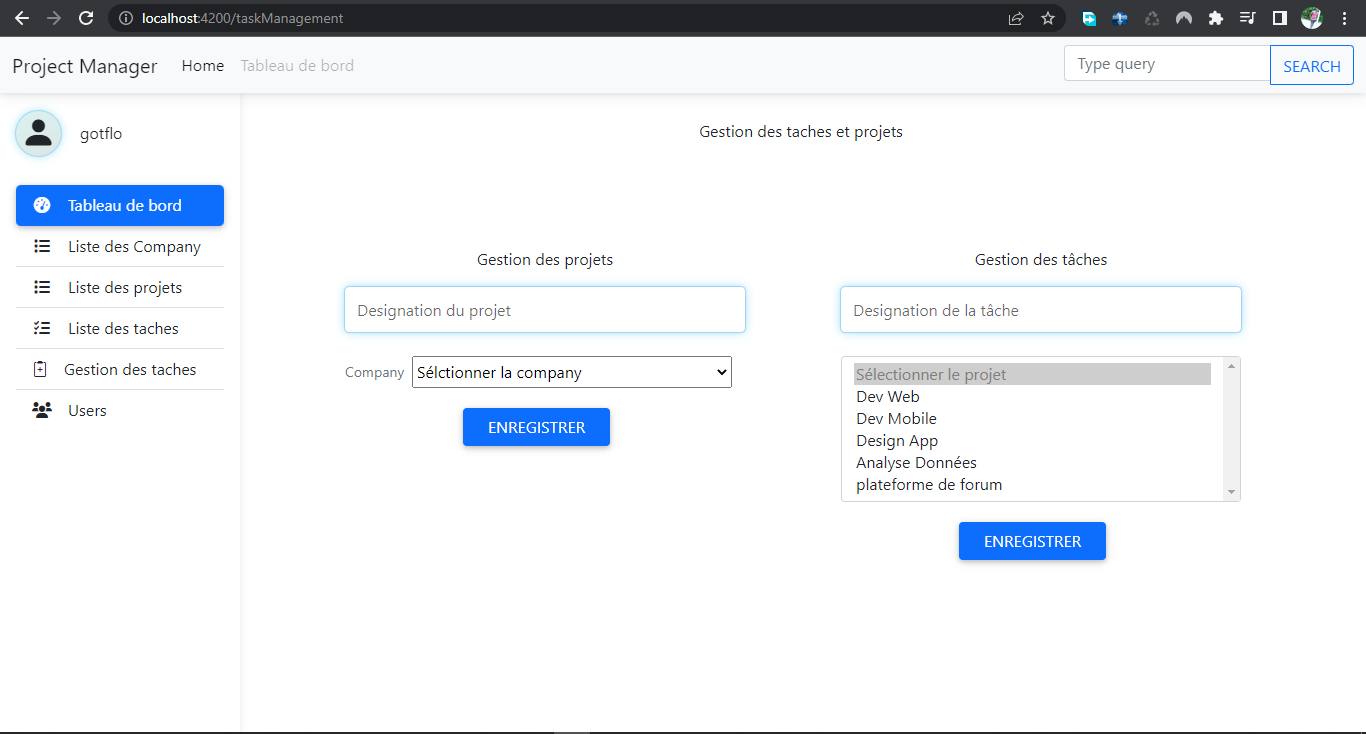 localhost:4200/taskManagement
Project Manager Home Tableau de bord Type query SEARCH
gotflo
Gestion des taches et projets
Tableau de bord
Liste des Company
Liste des projets
Liste des taches
Gestion des taches
Users
Gestion des projets
Designation du projet
Company Sélctionner la company
ENREGISTRER
Gestion des tâches
Designation de la tâche
Sélectionner le projet
Dev Web
Dev Mobile
Design App
Analyse Données
plateforme de forum
ENREGISTRER